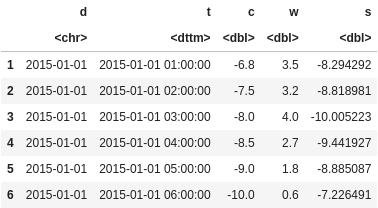 d t c w s
<chr> <dttm> <dbl> <dbl> <dbl>
1 2015-01-01 2015-01-01 01:00:00 -6.8 3.5 -8.294292
2 2015-01-01 2015-01-01 02:00:00 -7.5 3.2 -8.818981
3 2015-01-01 2015-01-01 03:00:00 -8.0 4.0 -10.005223
4 2015-01-01 2015-01-01 04:00:00 -8.5 2.7 -9.441927
5 2015-01-01 2015-01-01 05:00:00 -9.0 1.8 -8.885087
6 2015-01-01 2015-01-01 06:00:00 -10.0 0.6 -7.226491